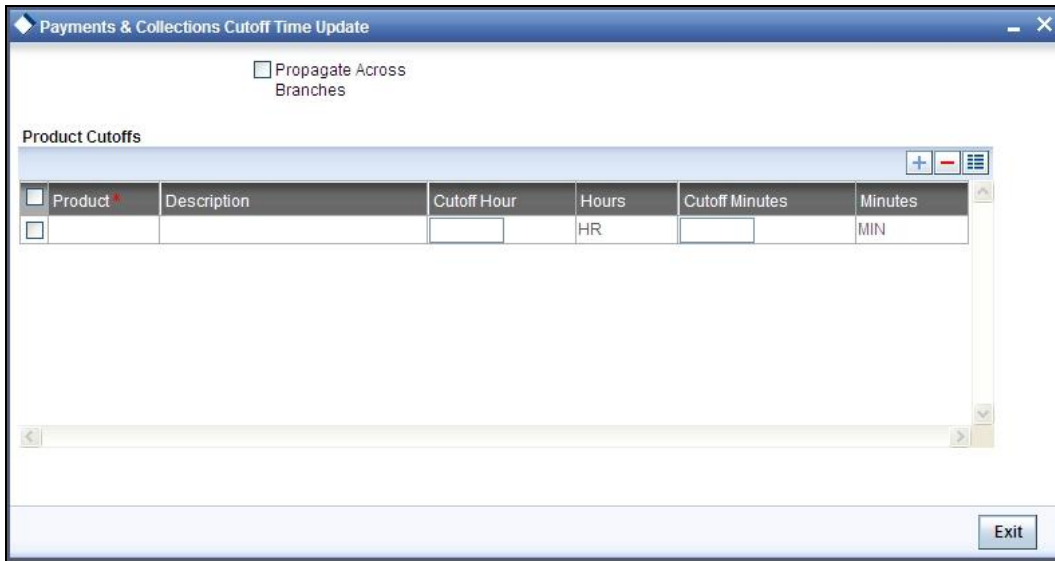 Payments & Collections Cutoff Time Update
Propagate Across
Branches
Product Cutoffs
Product * Description Cutoff Hour Hours Cutoff Minutes Minutes
HR MIN
Exit